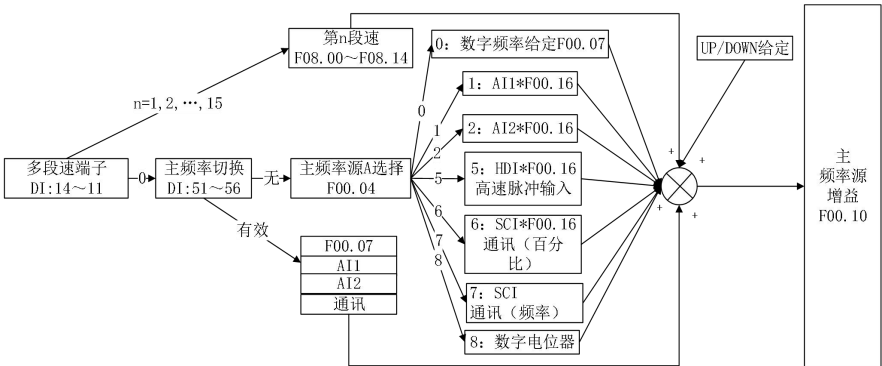 第n段速
F08.00～F08.14
n=1,2,…,15
多段速端子
DI:14～11
0
主频率切换
DI:51～56
无
有效
主频率源A选择
F00.04
F00.07
AI1
AI2
通讯
0
1
2
5
6
7
8
0: 数字频率给定F00.07
1: AI1*F00.16
2: AI2*F00.16
5: HDI*F00.16
高速脉冲输入
6: SCI*F00.16
通讯（百分
比）
7: SCI
通讯（频率）
8: 数字电位器
UP/DOWN给定
+
+
+
+
+
主
频率源
增益
F00.10